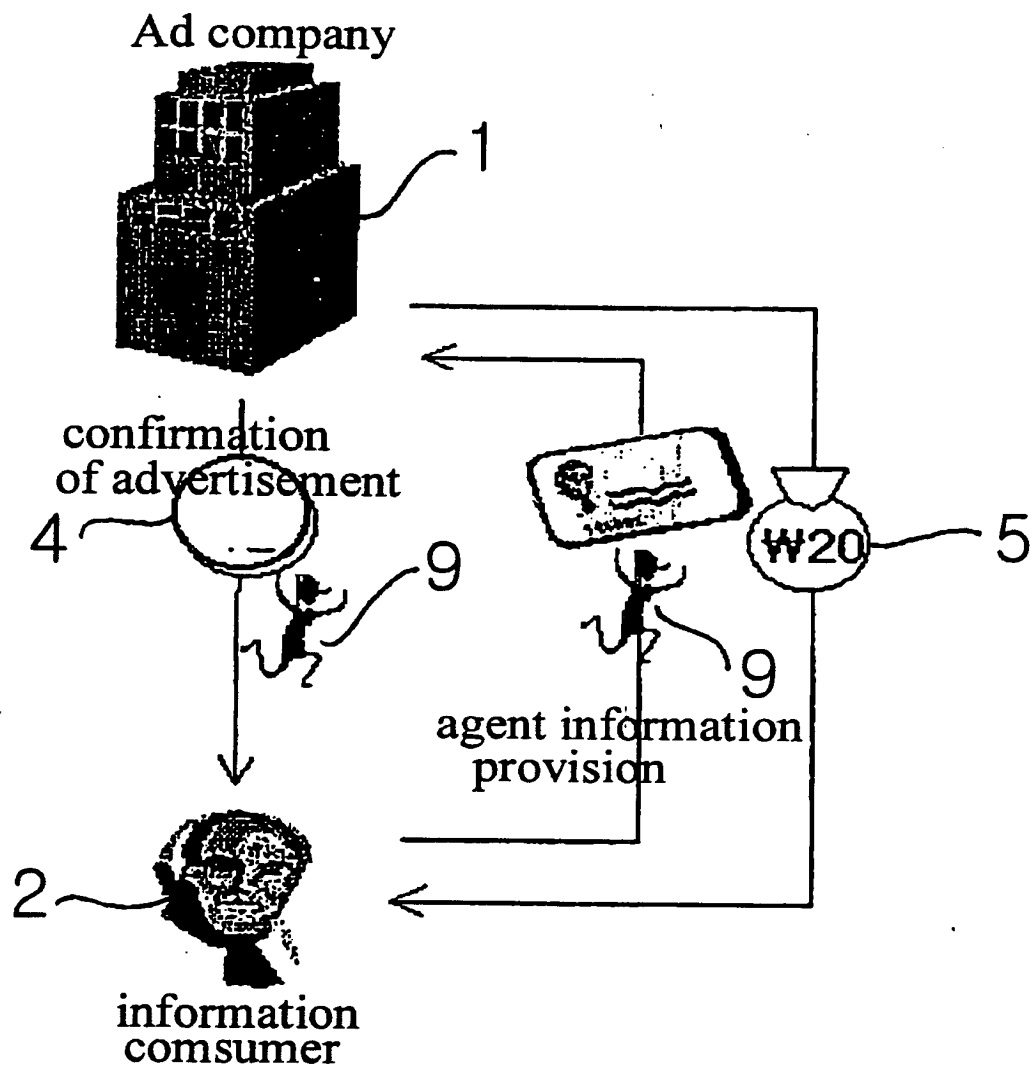 Ad company
1
confirmation
of advertisement
4
9
₩20
5
9
agent information
provision
2
information
comsumer